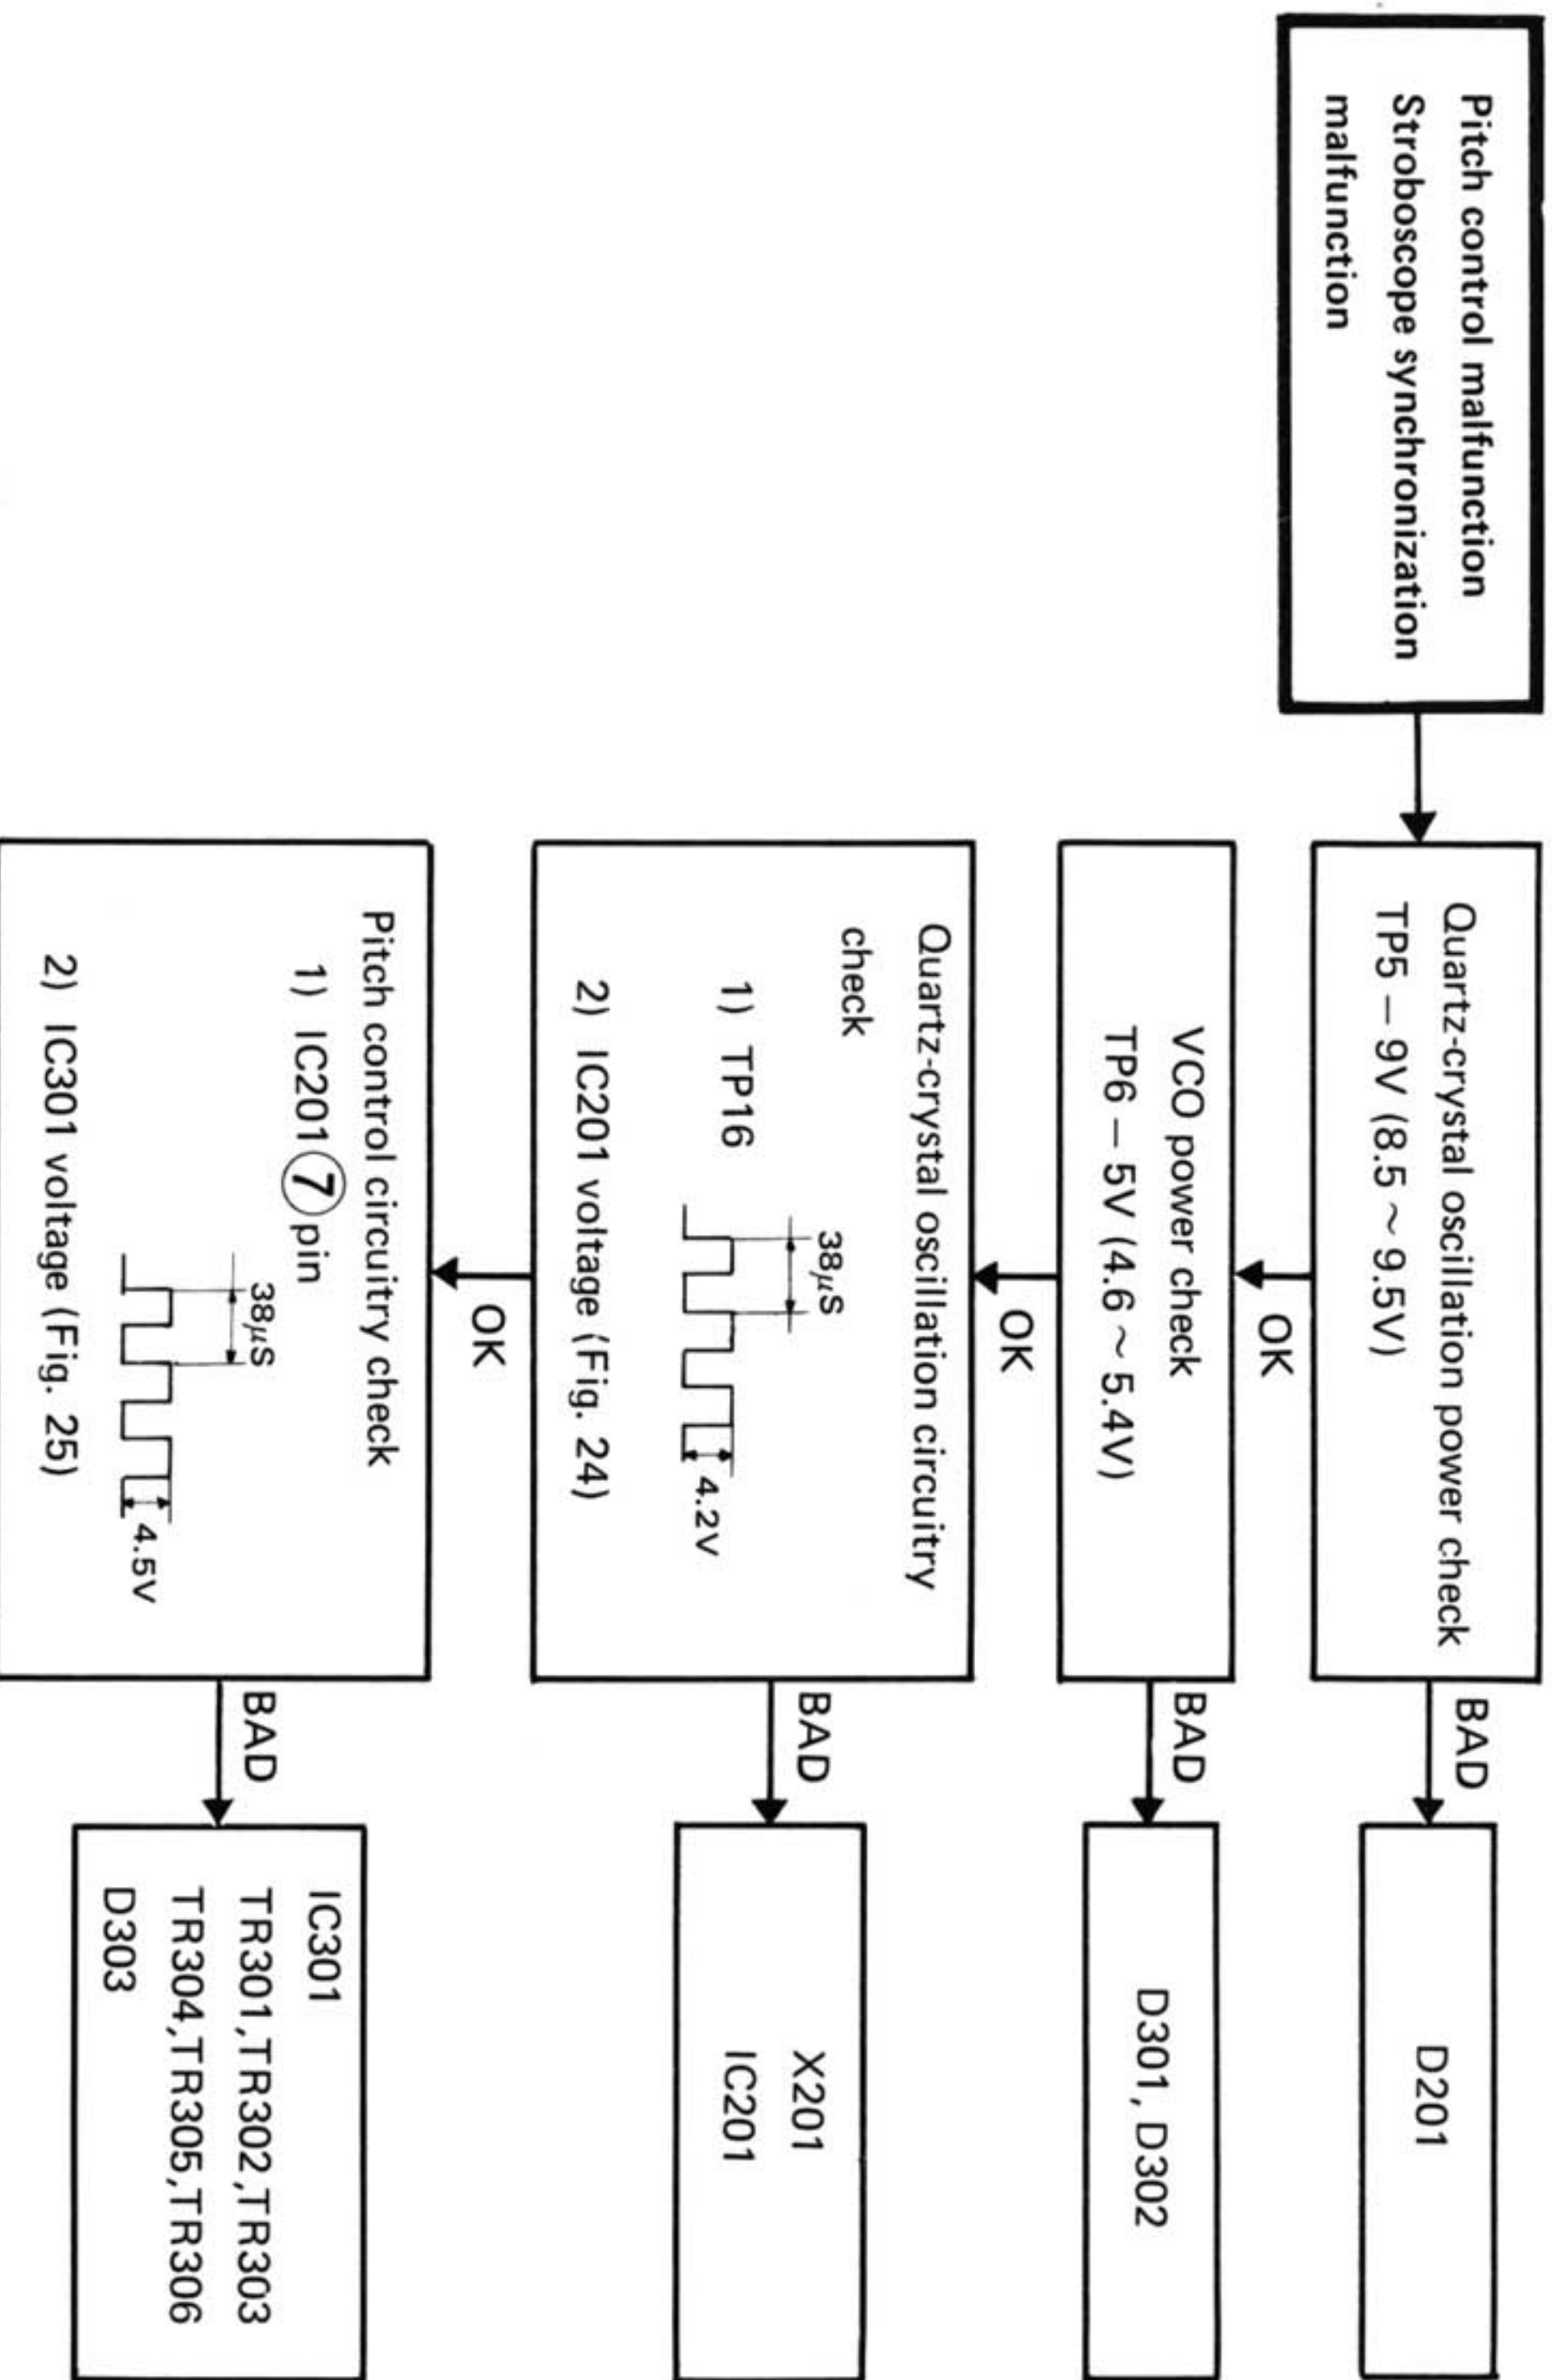 Pitch control malfunction
Stroboscope synchronization
malfunction
Quartz-crystal oscillation power check
TP5 – 9V (8.5 ~ 9.5V)
BAD
D201
OK
VCO power check
TP6 – 5V (4.6 ~ 5.4V)
BAD
D301, D302
OK
Quartz-crystal oscillation circuitry
check
1) TP16
38μS
4.2V
2) IC201 voltage (Fig. 24)
BAD
X201
IC201
OK
Pitch control circuitry check
1) IC201 ⑦ pin
38μS
4.5V
2) IC301 voltage (Fig. 25)
BAD
IC301
TR301,TR302,TR303
TR304,TR305,TR306
D303